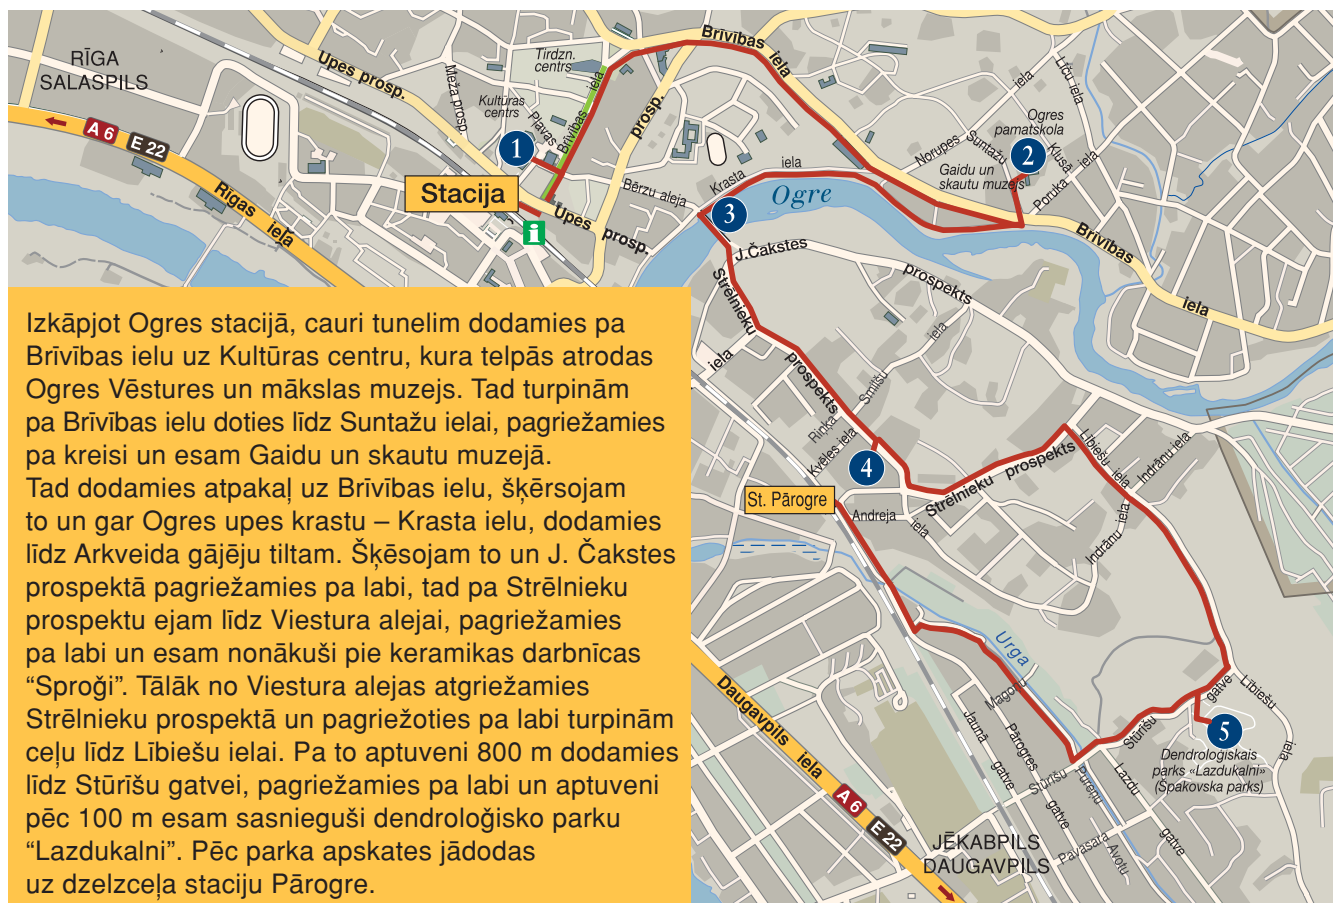 RĪGA
SALASPILS
A 6
E 22
Upes prosp.
Meža prosp.
Kultūras
centrs
Pļavas
Tirdzn.
centrs
Brīvības iela
prosp.
Brīvības iela
1
Stacija
i
Upes prosp.
Rīgas iela
Bērzu aleja
Krasta iela
Ogre
3
J.Čakstes prospekts
Norupes iela
Suntažu
Līču iela
Ogres
pamatskola
Klusā
2
Gaidu un
skautu muzejs
Poruka iela
Brīvības iela
Strēlnieku prospekts
iela
Smilšu iela
Riņķa
Kvēles iela
4
St. Pārogre
Andreja iela
Strēlnieku prospekts
Lībiešu iela
Indrānu iela
Indrānu iela
Urga
Magoņu
Jaunā gatve
Pārogres gatve
Stūrīšu
Pureņu
Stūrīšu gatve
Lībiešu iela
5
Dendroloģiskais
parks «Lazdukalni»
(Špakovska parks)
Lazdu gatve
Pavasara
Avotu
Daugavpils iela
A 6
E 22
JĒKABPILS
DAUGAVPILS
Izkāpjot Ogres stacijā, cauri tunelim dodamies pa
Brīvības ielu uz Kultūras centru, kura telpās atrodas
Ogres Vēstures un mākslas muzejs. Tad turpinām
pa Brīvības ielu doties līdz Suntažu ielai, pagriežamies
pa kreisi un esam Gaidu un skautu muzejā.
Tad dodamies atpakaļ uz Brīvības ielu, šķērsojam
to un gar Ogres upes krastu – Krasta ielu, dodamies
līdz Arkveida gājēju tiltam. Šķēsojam to un J. Čakstes
prospektā pagriežamies pa labi, tad pa Strēlnieku
prospektu ejam līdz Viestura alejai, pagriežamies
pa labi un esam nonākuši pie keramikas darbnīcas
“Sproģi”. Tālāk no Viestura alejas atgriežamies
Strēlnieku prospektā un pagriežoties pa labi turpinām
ceļu līdz Lībiešu ielai. Pa to aptuveni 800 m dodamies
līdz Stūrīšu gatvei, pagriežamies pa labi un aptuveni
pēc 100 m esam sasnieguši dendroloģisko parku
“Lazdukalni”. Pēc parka apskates jādodas
uz dzelzceļa staciju Pārogre.